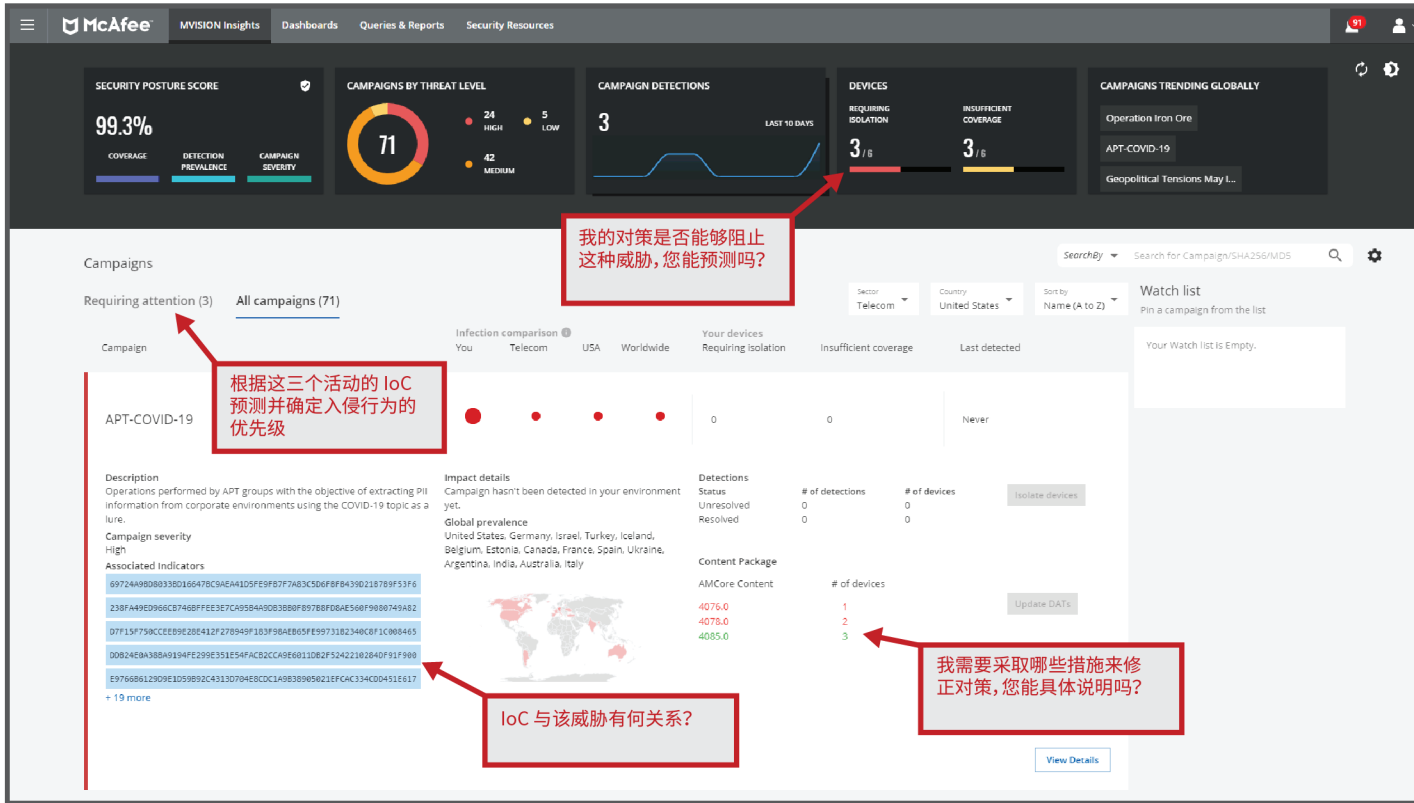 McAfee MVISION Insights Dashboards Queries & Reports Security Resources 91
SECURITY POSTURE SCORE
99.3%
COVERAGE DETECTION PREVALENCE CAMPAIGN SEVERITY
CAMPAIGNS BY THREAT LEVEL
71
24 HIGH
5 LOW
42 MEDIUM
CAMPAIGN DETECTIONS
3 LAST 10 DAYS
DEVICES
REQUIRING ISOLATION
3 / 6
INSUFFICIENT COVERAGE
3 / 6
CAMPAIGNS TRENDING GLOBALLY
Operation Iron Ore
APT-COVID-19
Geopolitical Tensions May I...
我的对策是否能够阻止
这种威胁，您能预测吗？
Campaigns
SearchBy Search for Campaign/SHA256/MD5
Requiring attention (3) All campaigns (71)
Sector
Telecom
Country
United States
Sort by
Name (A to Z)
Watch list
Pin a campaign from the list
Your Watch list is Empty.
Infection comparison
Your devices
Campaign You Telecom USA Worldwide Requiring Isolation Insufficient coverage Last detected
根据这三个活动的 IoC
预测并确定入侵行为的
优先级
APT-COVID-19 0 0 Never
Description
Operations performed by APT groups with the objective of extracting PII
information from corporate environments using the COVID-19 topic as a
lure.
Campaign severity
High
Associated Indicators
+ 19 more
Impact details
Campaign hasn't been detected in your environment
yet.
Global prevalence
United States, Germany, Israel, Turkey, Iceland,
Belgium, Estonia, Canada, France, Spain, Ukraine,
Argentina, India, Australia, Italy
Detections
Status # of detections # of devices
Unresolved 0 0
Resolved 0 0
Isolate devices
Content Package
AMCore Content # of devices
4076.0 1
4078.0 2
4085.0 3
Update DATs
我需要采取哪些措施来修
正对策，您能具体说明吗？
IoC 与该威胁有何关系？
View Details